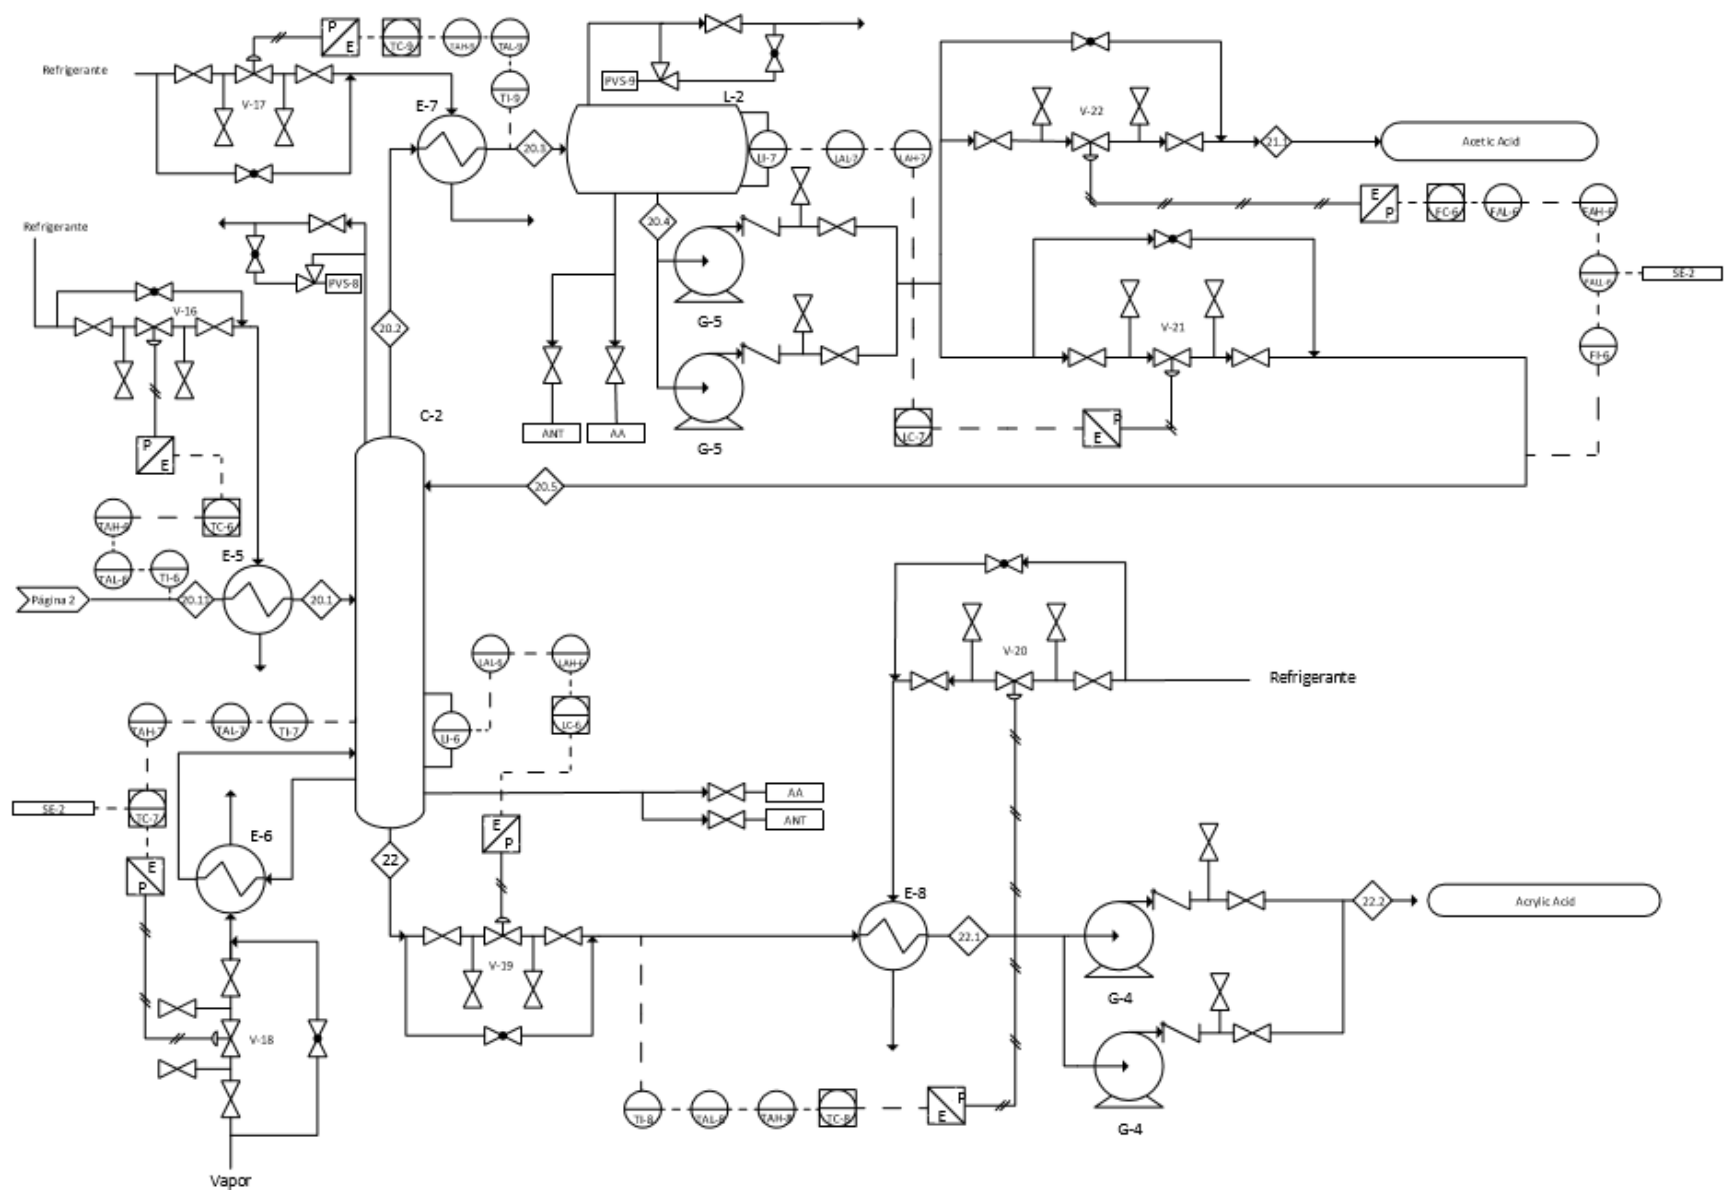 P
E
TC-9
TAH-9
TAL-9
Refrigerante
TI-9
PVS-9
V-17
E-7
L-2
20.3
LI-7
LAL-7
LAH-7
V-22
21.1
Acetic Acid
Refrigerante
20.4
E
P
FC-6
FAL-6
FAH-6
PVS-8
G-5
V-16
20.2
V-21
FALL-6
SE-2
FI-6
C-2
P
E
ANT
AA
G-5
LC-7
P
E
20.5
TAH-6
TC-6
E-5
TAL-6
TI-6
Página 2
20.11
20.1
LAL-6
LAH-6
V-20
Refrigerante
TAH-7
TAL-7
TI-7
LI-6
LC-6
SE-2
TC-7
AA
ANT
E
P
E-6
22
E
P
E-8
22.1
22.2
Acrylic Acid
V-19
G-4
V-18
TI-8
TAL-8
TAH-8
TC-8
P
E
G-4
Vapor